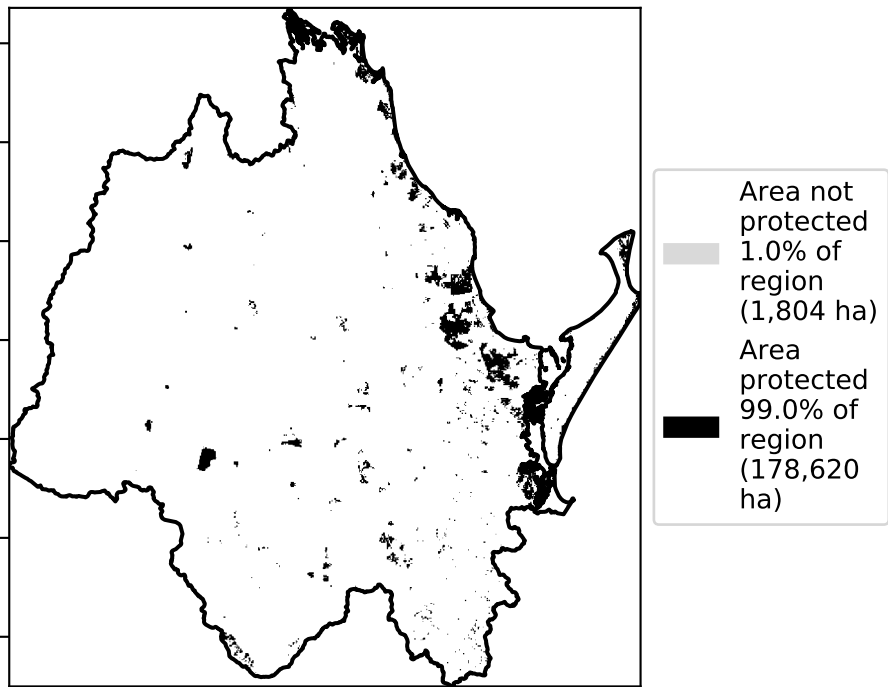 Area not
protected
1.0% of
region
(1,804 ha)
Area
protected
99.0% of
region
(178,620
ha)